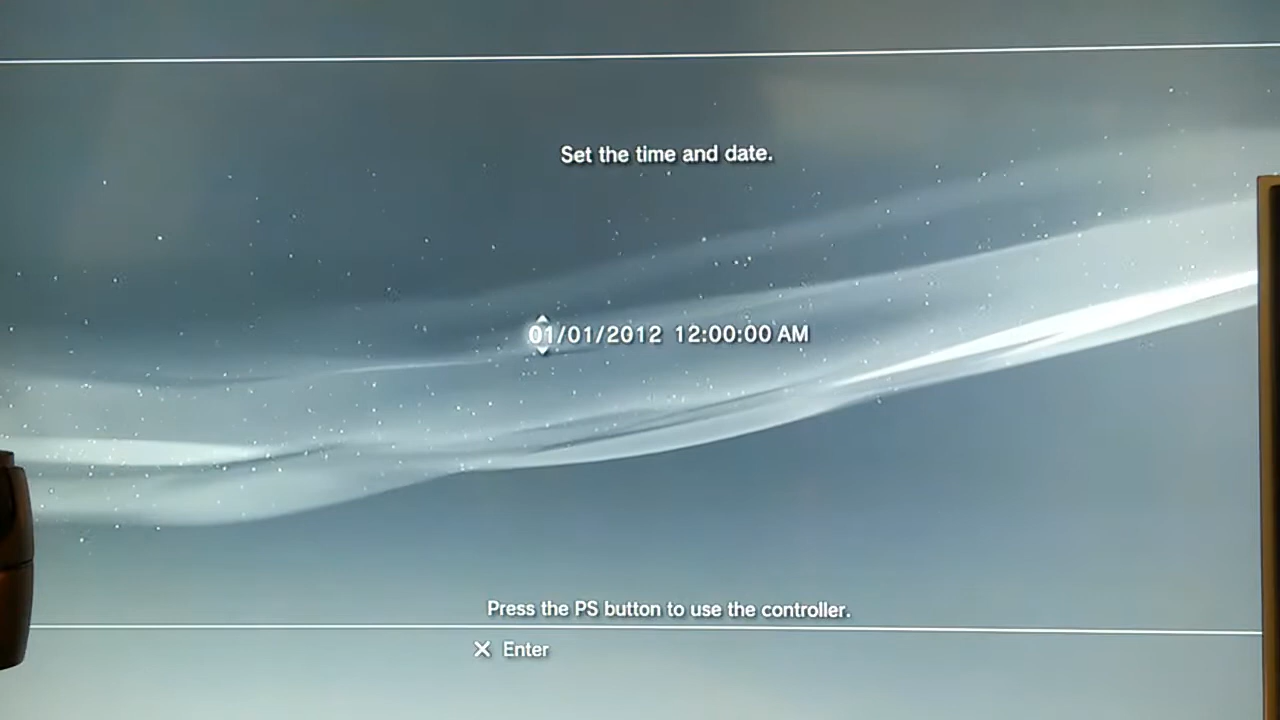 Set the time and date.
01/01/2012 12:00:00 AM
Press the PS button to use the controller.
X Enter